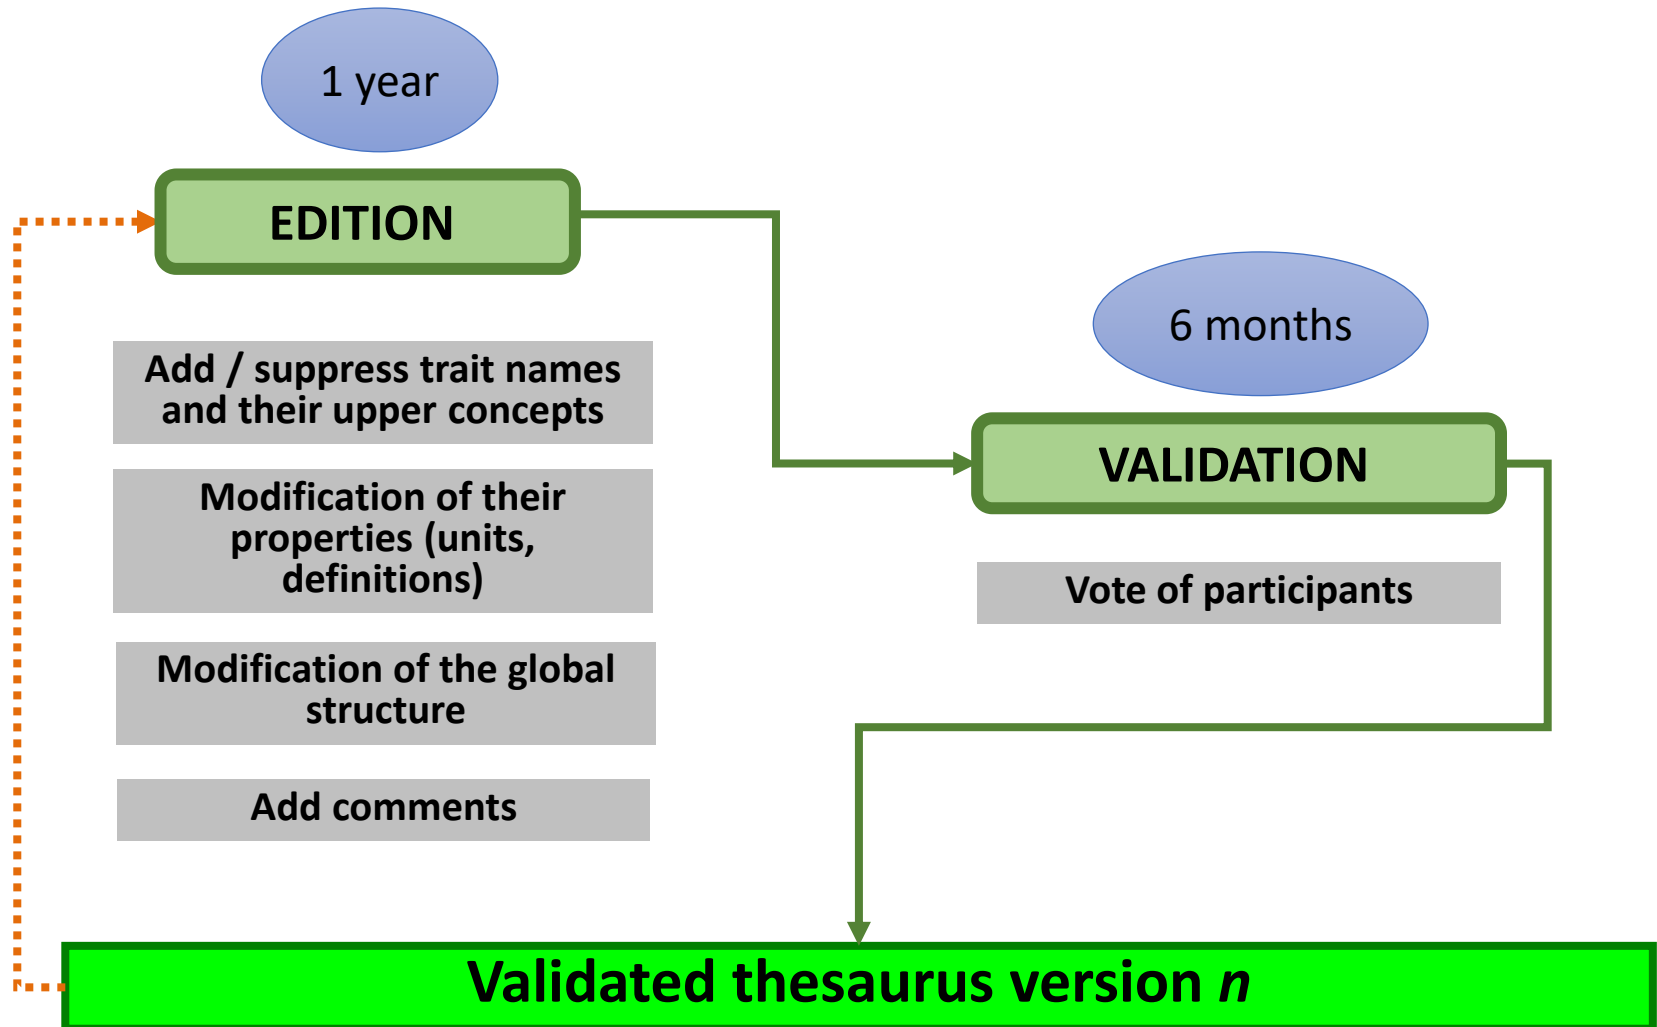 1 year
EDITION
Add / suppress trait names
and their upper concepts
Modification of their
properties (units,
definitions)
Modification of the global
structure
Add comments
6 months
VALIDATION
Vote of participants
Validated thesaurus version n